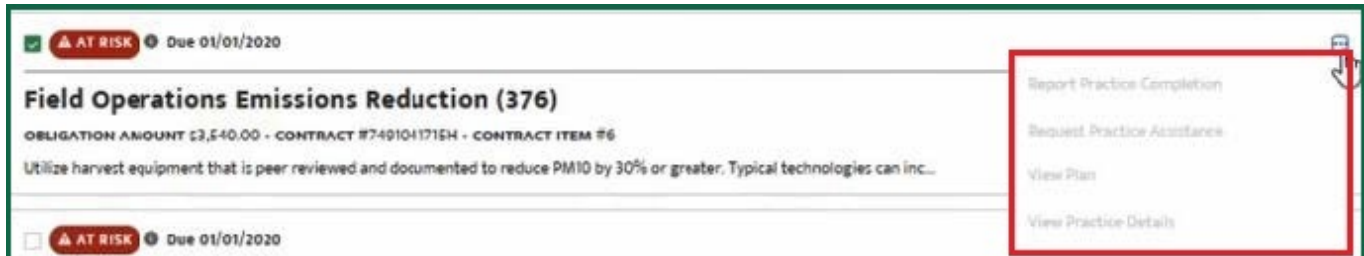 AT RISK Due 01/01/2020
Field Operations Emissions Reduction (376)
OBLIGATION AMOUNT $3,540.00 - CONTRACT #7491041715H - CONTRACT ITEM #6
Utilize harvest equipment that is peer reviewed and documented to reduce PM10 by 30% or greater. Typical technologies can inc...
Report Practice Completion
Request Practice Assistance
View Plan
View Practice Details
AT RISK Due 01/01/2020